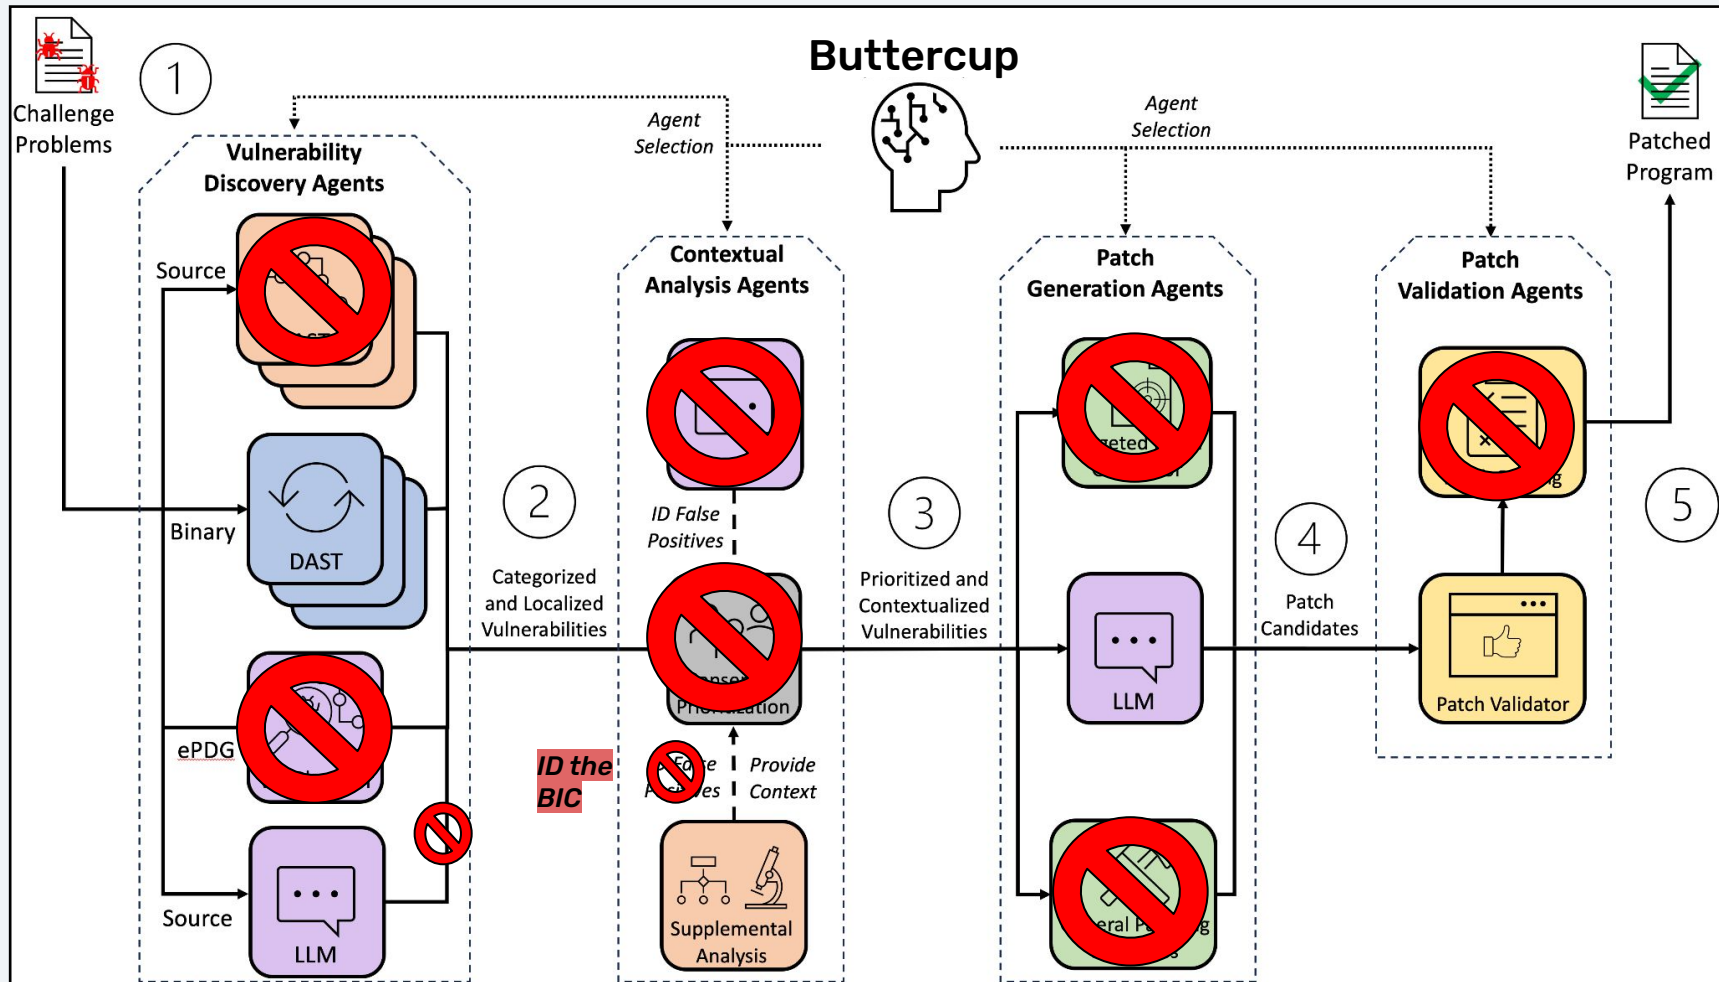 Buttercup
Challenge
Problems
1
Agent
Selection
Agent
Selection
Patched
Program
Vulnerability
Discovery Agents
Source
Binary
DAST
ePDG
Source
LLM
2
Categorized
and Localized
Vulnerabilities
Contextual
Analysis Agents
ID False
Positives
Prioritization
ID the
BIC
Provide
Context
Supplemental
Analysis
3
Prioritized and
Contextualized
Vulnerabilities
Patch
Generation Agents
LLM
4
Patch
Candidates
Patch
Validation Agents
Patch Validator
5